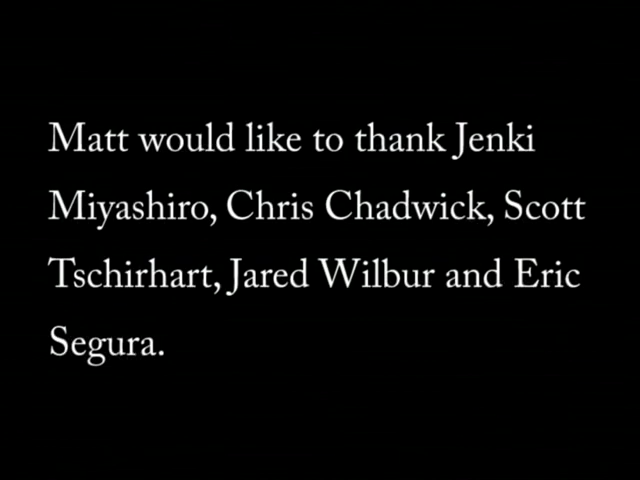 Matt would like to thank Jenki
Miyashiro, Chris Chadwick, Scott
Tschirhart, Jared Wilbur and Eric
Segura.